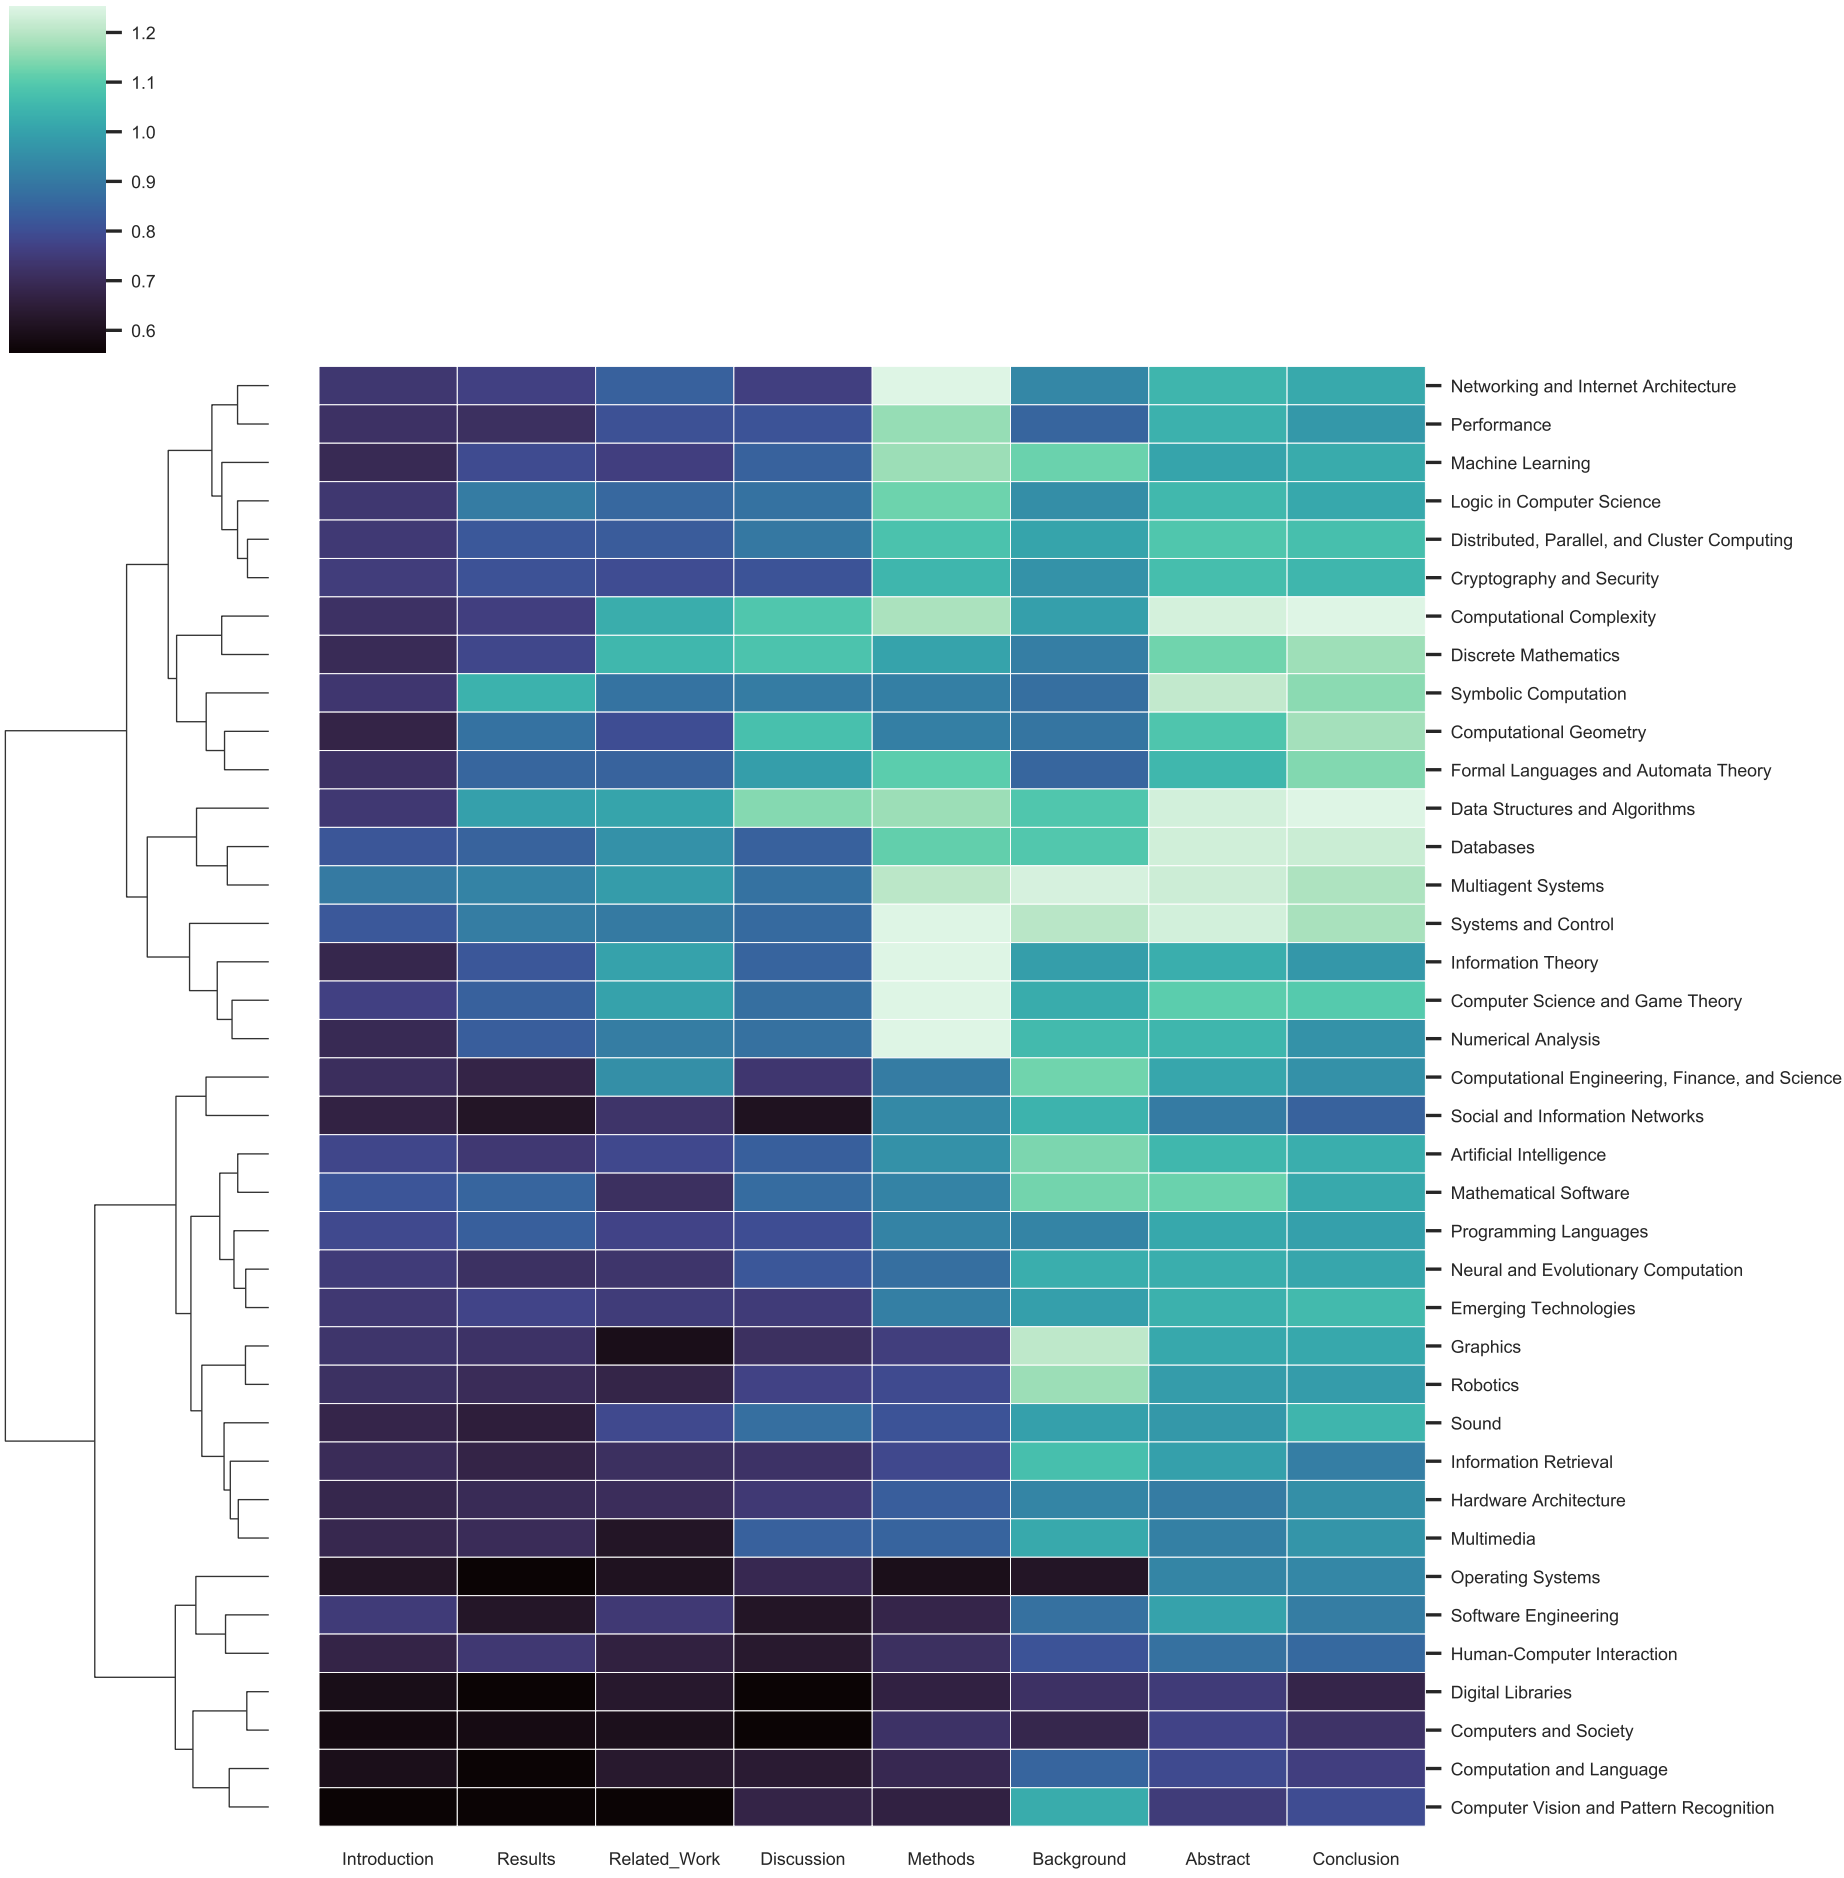 1.2
1.1
1.0
0.9
0.8
0.7
0.6
Networking and Internet Architecture
Performance
Machine Learning
Logic in Computer Science
Distributed, Parallel, and Cluster Computing
Cryptography and Security
Computational Complexity
Discrete Mathematics
Symbolic Computation
Computational Geometry
Formal Languages and Automata Theory
Data Structures and Algorithms
Databases
Multiagent Systems
Systems and Control
Information Theory
Computer Science and Game Theory
Numerical Analysis
Computational Engineering, Finance, and Science
Social and Information Networks
Artificial Intelligence
Mathematical Software
Programming Languages
Neural and Evolutionary Computation
Emerging Technologies
Graphics
Robotics
Sound
Information Retrieval
Hardware Architecture
Multimedia
Operating Systems
Software Engineering
Human-Computer Interaction
Digital Libraries
Computers and Society
Computation and Language
Computer Vision and Pattern Recognition
Introduction Results Related_Work Discussion Methods Background Abstract Conclusion